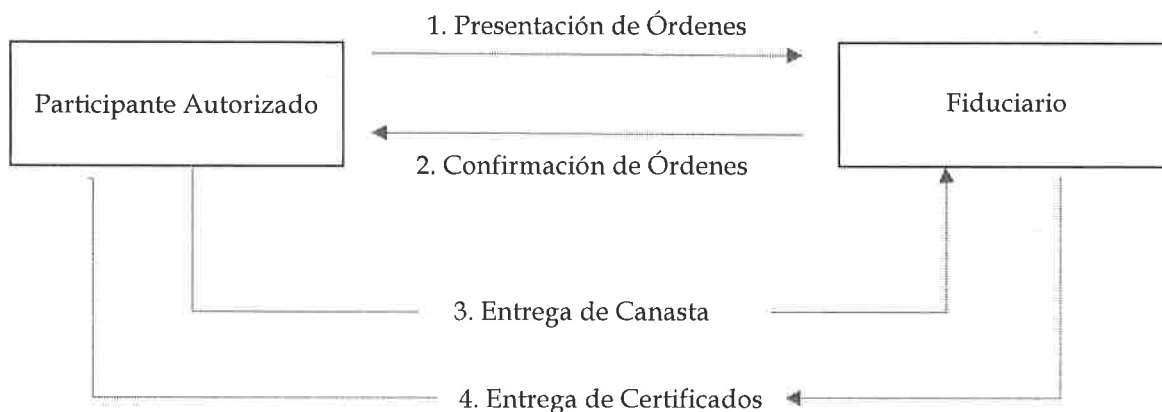 1. Presentación de Órdenes
Participante Autorizado
Fiduciario
2. Confirmación de Órdenes
3. Entrega de Canasta
4. Entrega de Certificados